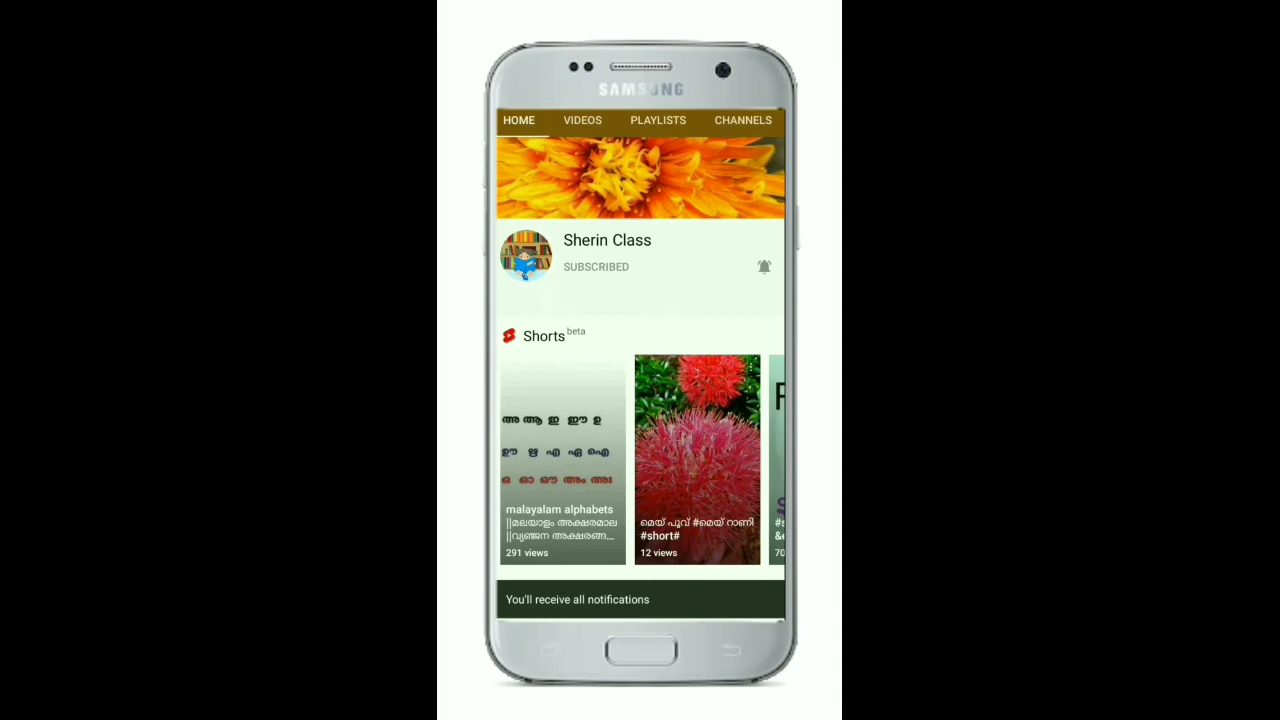 SAMSUNG
HOME VIDEOS PLAYLISTS CHANNELS
Sherin Class
SUBSCRIBED
Shorts beta
അ ആ ഇ ഈ ഉ
ഊ ഋ എ ഏ ഐ
ഒ ഓ ഔ അം അഃ
malayalam alphabets
||മലയാളം അക്ഷരമാല
||വ്യഞ്ജന അക്ഷരങ്ങ...
291 views
മെയ് പൂവ് #മെയ് റാണി
#short#
12 views
You'll receive all notifications